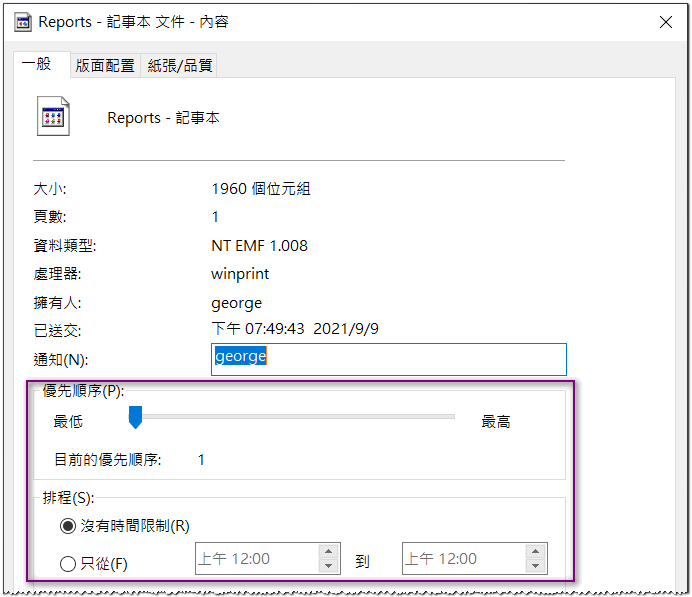 Reports - 記事本 文件 - 內容
一般 版面配置 紙張/品質
Reports - 記事本
大小: 1960 個位元組
頁數: 1
資料類型: NT EMF 1.008
處理器: winprint
擁有人: george
已送交: 下午 07:49:43 2021/9/9
通知(N): george
優先順序(P):
最低 最高
目前的優先順序: 1
排程(S):
沒有時間限制(R)
只從(F) 上午 12:00 到 上午 12:00